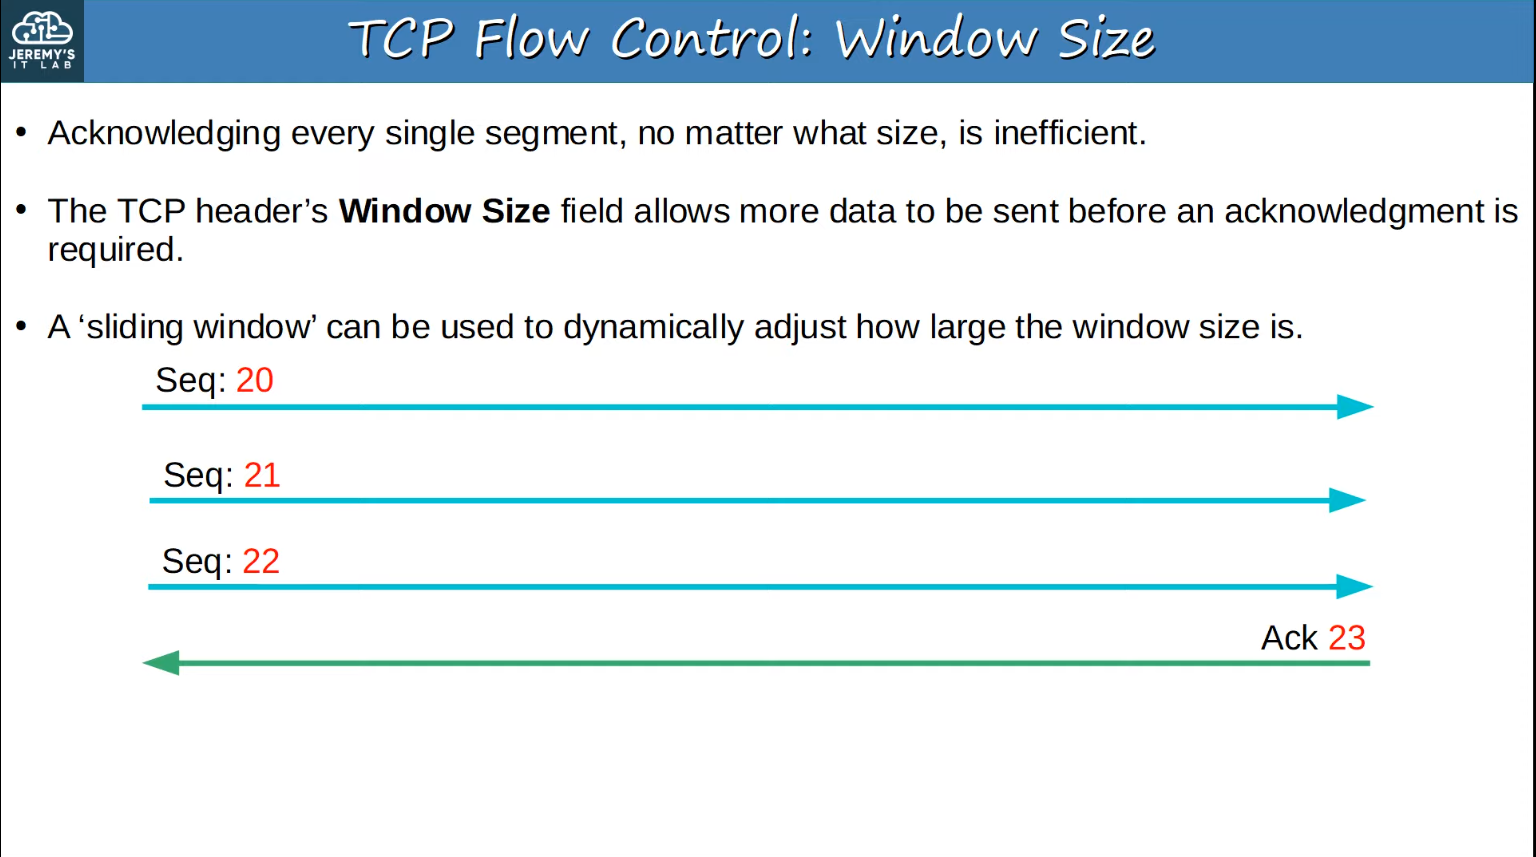 JEREMY'S
IT LAB
TCP Flow Control: Window Size
• Acknowledging every single segment, no matter what size, is inefficient.
• The TCP header’s Window Size field allows more data to be sent before an acknowledgment is
required.
• A ‘sliding window’ can be used to dynamically adjust how large the window size is.
Seq: 20
Seq: 21
Seq: 22
Ack 23